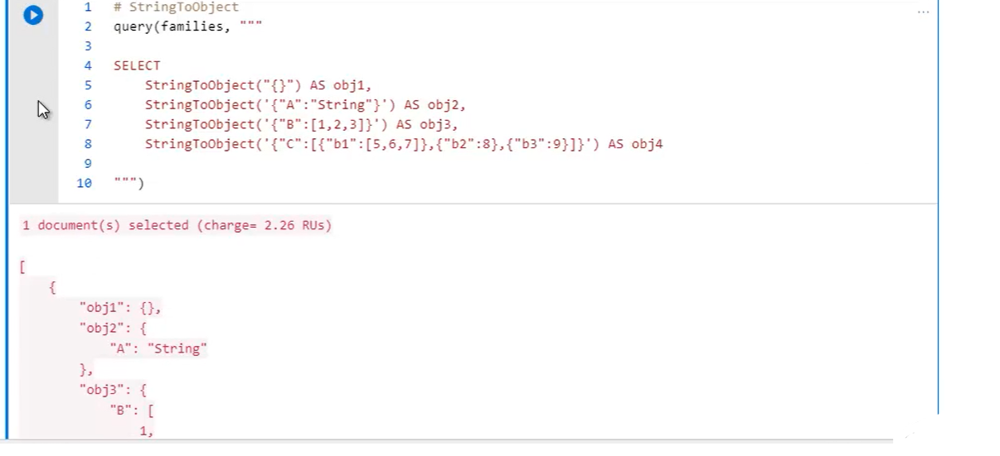 1 # StringToObject
2 query(families, """
3
4 SELECT
5 StringToObject("{}") AS obj1,
6 StringToObject('{"A":"String"}') AS obj2,
7 StringToObject('{"B":[1,2,3]}') AS obj3,
8 StringToObject('{"C":[{"b1":[5,6,7]},{"b2":8},{"b3":9}]}') AS obj4
9
10 """)
1 document(s) selected (charge= 2.26 RUs)
[
{
"obj1": {},
"obj2": {
"A": "String"
},
"obj3": {
"B": [
1,